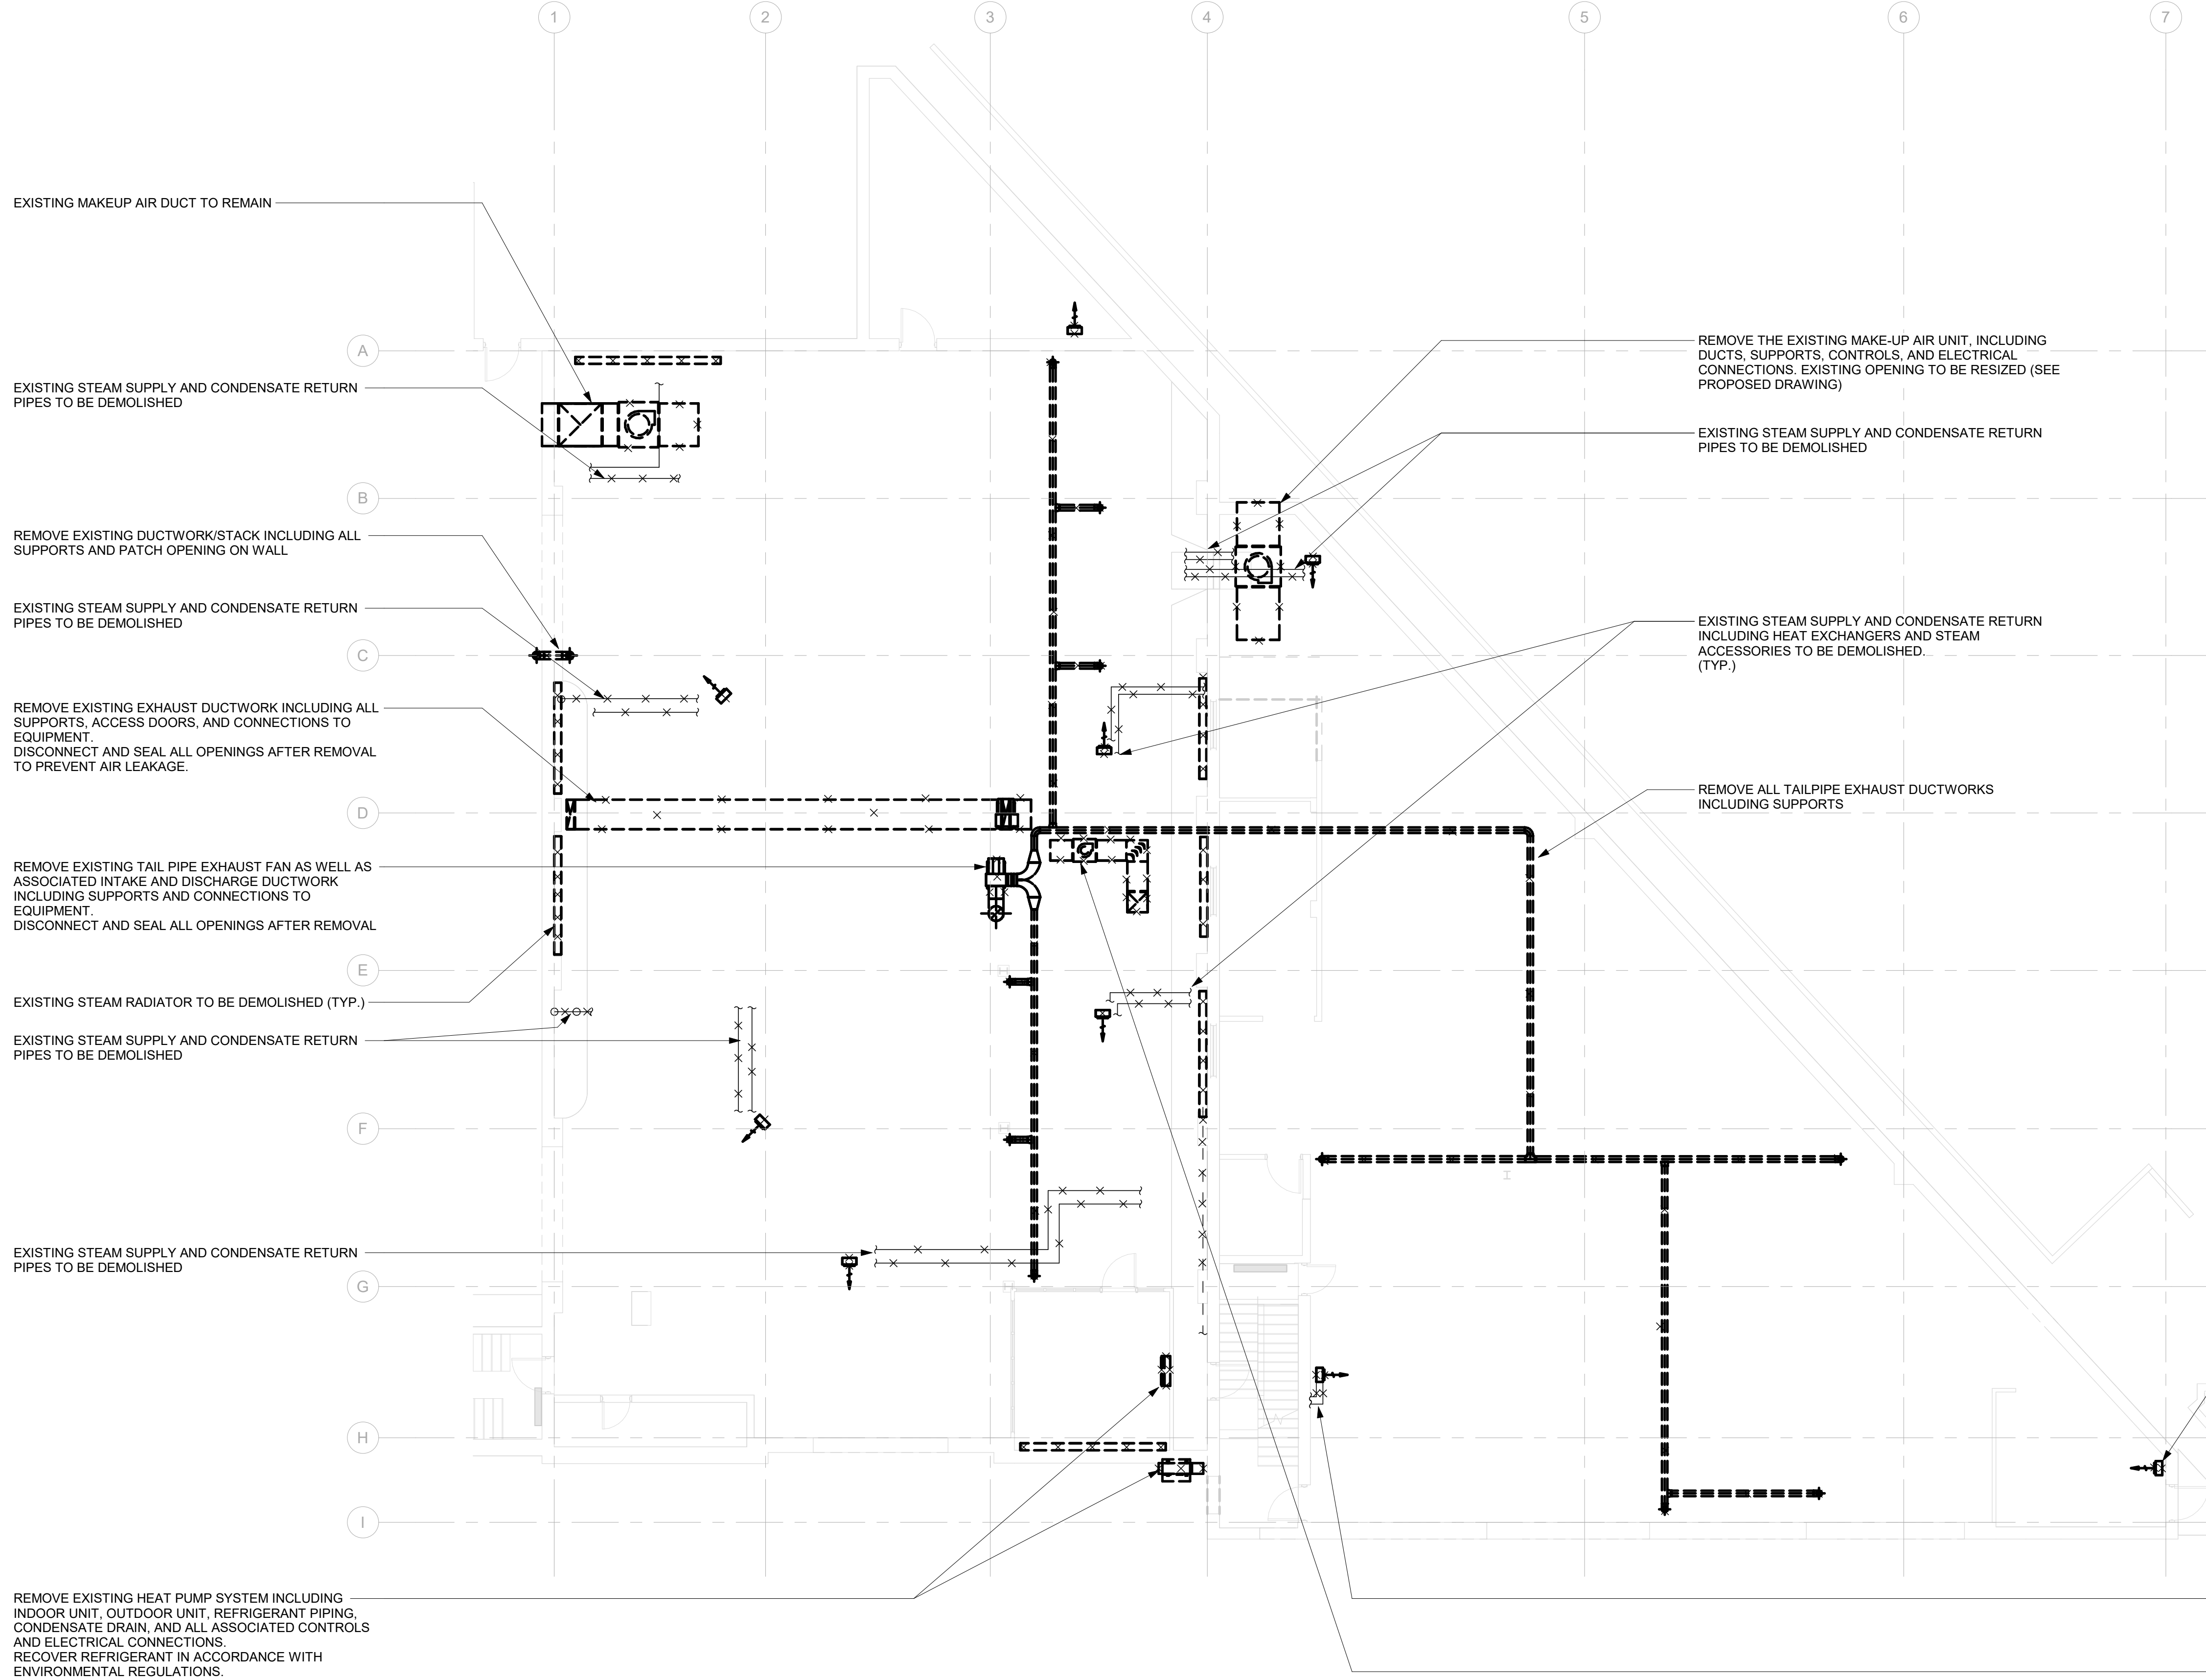 1
2
3
4
5
6
7
EXISTING MAKEUP AIR DUCT TO REMAIN
A
REMOVE THE EXISTING MAKE-UP AIR UNIT, INCLUDING
DUCTS, SUPPORTS, CONTROLS, AND ELECTRICAL
CONNECTIONS. EXISTING OPENING TO BE RESIZED (SEE
PROPOSED DRAWING)
EXISTING STEAM SUPPLY AND CONDENSATE RETURN
PIPES TO BE DEMOLISHED
EXISTING STEAM SUPPLY AND CONDENSATE RETURN
PIPES TO BE DEMOLISHED
B
REMOVE EXISTING DUCTWORK/STACK INCLUDING ALL
SUPPORTS AND PATCH OPENING ON WALL
EXISTING STEAM SUPPLY AND CONDENSATE RETURN
PIPES TO BE DEMOLISHED
EXISTING STEAM SUPPLY AND CONDENSATE RETURN
INCLUDING HEAT EXCHANGERS AND STEAM
ACCESSORIES TO BE DEMOLISHED.
(TYP.)
C
REMOVE EXISTING EXHAUST DUCTWORK INCLUDING ALL
SUPPORTS, ACCESS DOORS, AND CONNECTIONS TO
EQUIPMENT.
DISCONNECT AND SEAL ALL OPENINGS AFTER REMOVAL
TO PREVENT AIR LEAKAGE.
REMOVE ALL TAILPIPE EXHAUST DUCTWORKS
INCLUDING SUPPORTS
D
REMOVE EXISTING TAIL PIPE EXHAUST FAN AS WELL AS
ASSOCIATED INTAKE AND DISCHARGE DUCTWORK
INCLUDING SUPPORTS AND CONNECTIONS TO
EQUIPMENT.
DISCONNECT AND SEAL ALL OPENINGS AFTER REMOVAL
E
EXISTING STEAM RADIATOR TO BE DEMOLISHED (TYP.)
EXISTING STEAM SUPPLY AND CONDENSATE RETURN
PIPES TO BE DEMOLISHED
F
EXISTING STEAM SUPPLY AND CONDENSATE RETURN
PIPES TO BE DEMOLISHED
G
H
I
REMOVE EXISTING HEAT PUMP SYSTEM INCLUDING
INDOOR UNIT, OUTDOOR UNIT, REFRIGERANT PIPING,
CONDENSATE DRAIN, AND ALL ASSOCIATED CONTROLS
AND ELECTRICAL CONNECTIONS.
RECOVER REFRIGERANT IN ACCORDANCE WITH
ENVIRONMENTAL REGULATIONS.